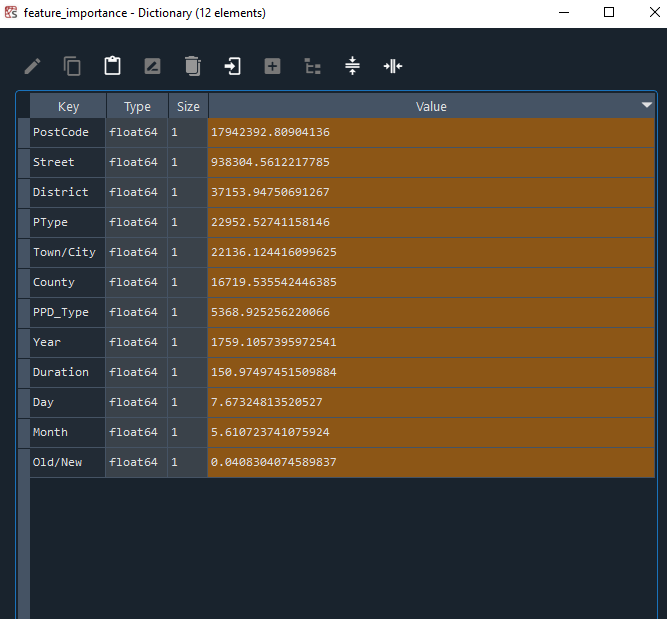 feature_importance - Dictionary (12 elements)
Key Type Size Value
PostCode float64 1 17942392.80904136
Street float64 1 938304.5612217785
District float64 1 37153.94750691267
PType float64 1 22952.52741158146
Town/City float64 1 22136.124416099625
County float64 1 16719.535542446385
PPD_Type float64 1 5368.925256220066
Year float64 1 1759.1057395972541
Duration float64 1 150.97497451509884
Day float64 1 7.67324813520527
Month float64 1 5.610723741075924
Old/New float64 1 0.0408304074589837